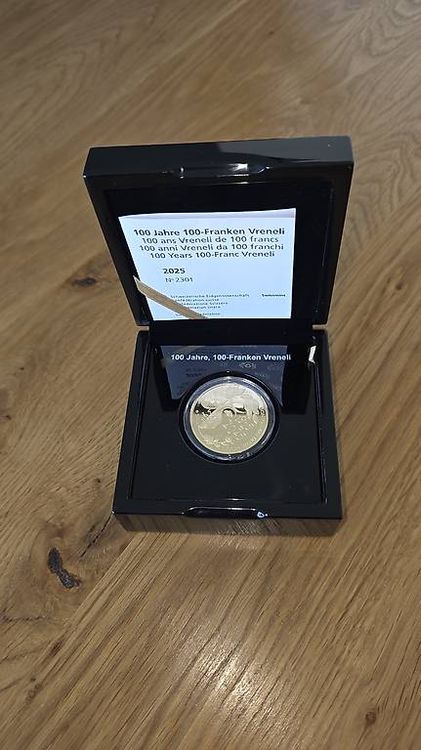 100 Jahre 100-Franken Vreneli
100 ans Vreneli de 100 francs
100 anni Vreneli da 100 franchi
100 Years 100-Franc Vreneli
2025
N° 2301
Schweizerische Eidgenossenschaft
Swissmint
100 Jahre, 100-Franken Vreneli